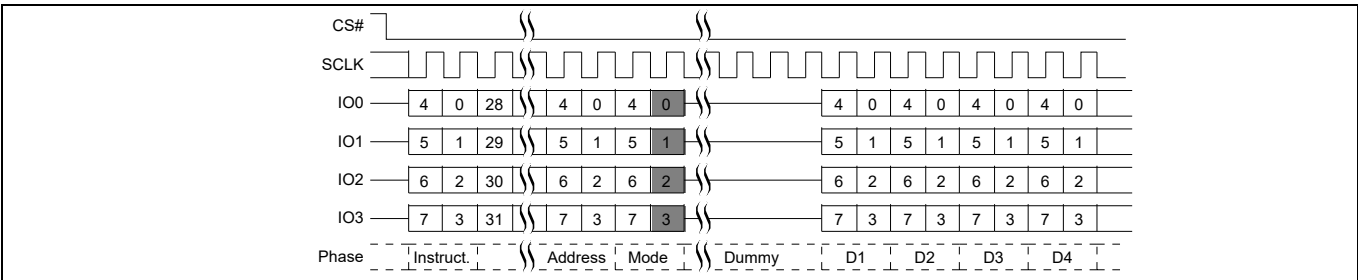 CS#
SCLK
IO0 4 0 28 4 0 4 0 4 0 4 0 4 0 4 0
IO1 5 1 29 5 1 5 1 5 1 5 1 5 1 5 1
IO2 6 2 30 6 2 6 2 6 2 6 2 6 2 6 2
IO3 7 3 31 7 3 7 3 7 3 7 3 7 3 7 3
Phase Instruct. Address Mode Dummy D1 D2 D3 D4